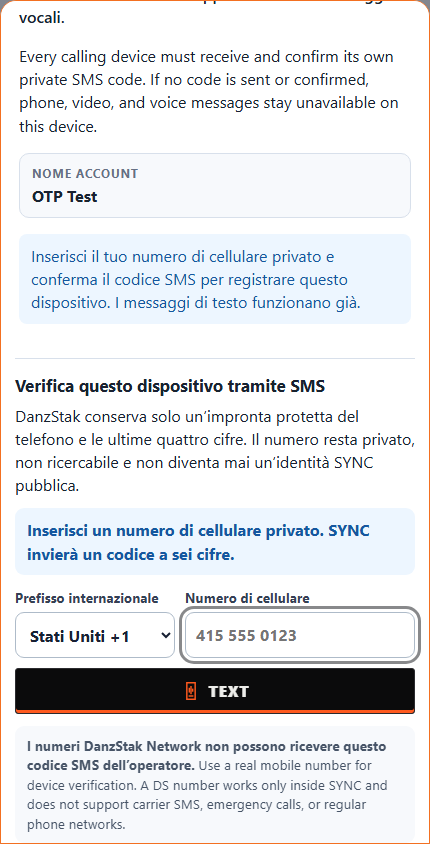 vocali.
Every calling device must receive and confirm its own
private SMS code. If no code is sent or confirmed,
phone, video, and voice messages stay unavailable on
this device.
NOME ACCOUNT
OTP Test
Inserisci il tuo numero di cellulare privato e
conferma il codice SMS per registrare questo
dispositivo. I messaggi di testo funzionano già.
Verifica questo dispositivo tramite SMS
DanzStak conserva solo un’impronta protetta del
telefono e le ultime quattro cifre. Il numero resta privato,
non ricercabile e non diventa mai un’identità SYNC
pubblica.
Inserisci un numero di cellulare privato. SYNC
invierà un codice a sei cifre.
Prefisso internazionale
Numero di cellulare
Stati Uniti +1
415 555 0123
TEXT
I numeri DanzStak Network non possono ricevere questo
codice SMS dell’operatore. Use a real mobile number for
device verification. A DS number works only inside SYNC and
does not support carrier SMS, emergency calls, or regular
phone networks.